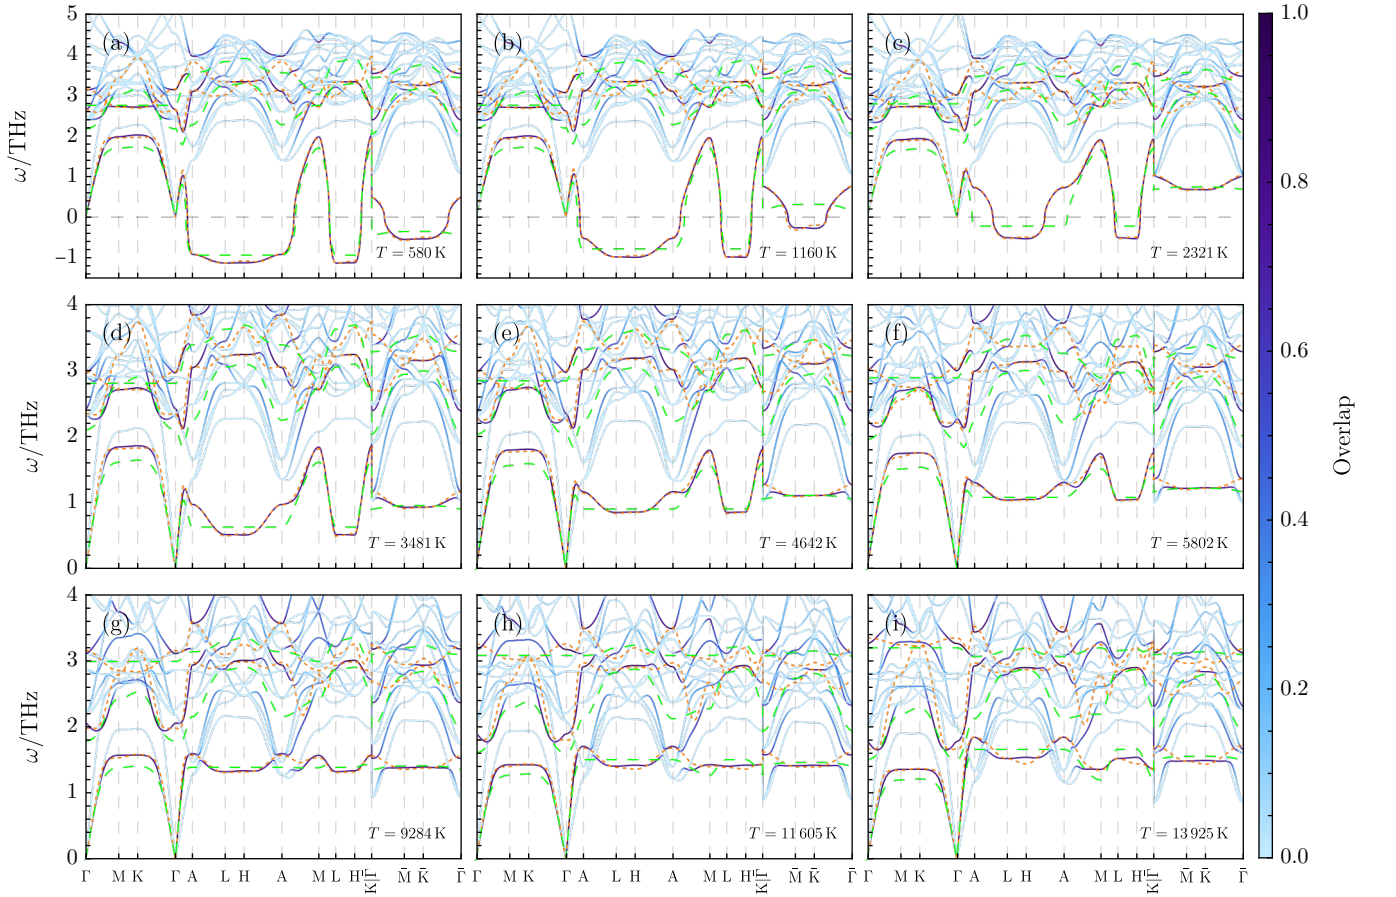 5
4
3
2
1
0
−1
ω/THz
(a)
T = 580 K
(b)
T = 1160 K
(c)
T = 2321 K
4
3
2
1
0
ω/THz
(d)
T = 3481 K
(e)
T = 4642 K
(f)
T = 5802 K
4
3
2
1
0
ω/THz
(g)
T = 9284 K
(h)
T = 11 605 K
(i)
T = 13 925 K
Γ M K Γ A L H A M L H K|Γ̄ M̄ K̄ Γ̄
Γ M K Γ A L H A M L H K|Γ̄ M̄ K̄ Γ̄
Γ M K Γ A L H A M L H K|Γ̄ M̄ K̄ Γ̄
1.0
0.8
0.6
0.4
0.2
0.0
Overlap